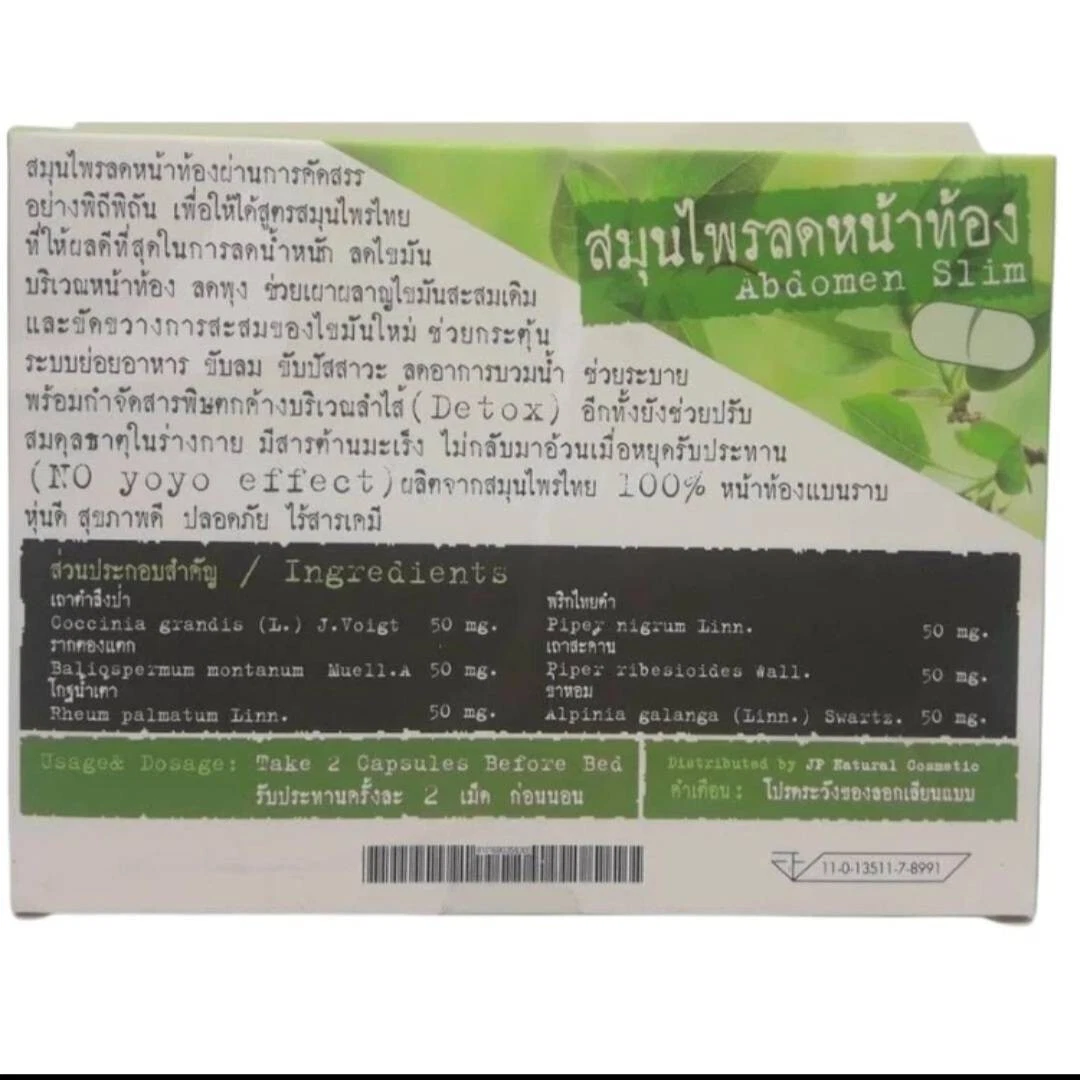 สมุนไพรลดหน้าท้องผ่านการคัดสรร
อย่างพิถีพิถัน เพื่อให้ได้สูตรสมุนไพรไทย
ที่ให้ผลดีที่สุดในการลดน้ำหนัก ลดไขมัน
บริเวณหน้าท้อง ลดพุง ช่วยเผาผลาญไขมันสะสมเดิม
และขัดขวางการสะสมของไขมันใหม่ ช่วยกระตุ้น
ระบบย่อยอาหาร ขับลม ขับปัสสาวะ ลดอาการบวมน้ำ ช่วยระบาย
พร้อมกำจัดสารพิษตกค้างบริเวณลำไส้(Detox) อีกทั้งยังช่วยปรับ
สมดุลธาตุในร่างกาย มีสารต้านมะเร็ง ไม่กลับมาอ้วนเมื่อหยุดรับประทาน
(NO yoyo effect)ผลิตจากสมุนไพรไทย 100% หน้าท้องแบนราบ
หุ่นดี สุขภาพดี ปลอดภัย ไร้สารเคมี
สมุนไพรลดหน้าท้อง
Abdomen Slim
ส่วนประกอบสำคัญ / Ingredients
เถาตำลึงป่า
Coccinia grandis (L.) J.Voigt 50 mg.
รากตองแตก
Baliospermum montanum Muell.A 50 mg.
โกฐน้ำเต้า
Rheum palmatum Linn. 50 mg.
พริกไทยดำ
Piper nigrum Linn. 50 mg.
เถาสะค้าน
Piper ribesioides Wall. 50 mg.
ข่าหอม
Alpinia galanga (Linn.) Swartz. 50 mg.
Usage& Dosage: Take 2 Capsules Before Bed
รับประทานครั้งละ 2 เม็ด ก่อนนอน
Distributed by JP Natural Cosmetic
คำเตือน : โปรดระวังของลอกเลียนแบบ
11-0-13511-7-8991